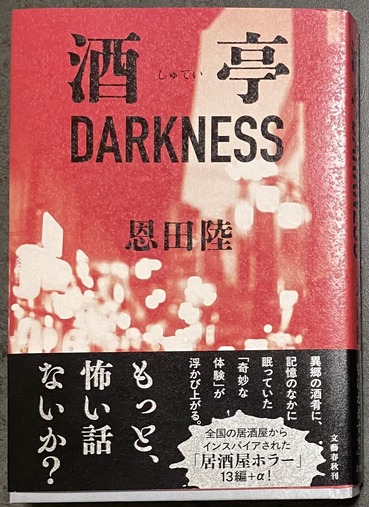 酒亭
しゅてい
DARKNESS
恩田陸
もっと、
怖い話
ないか?
異郷の酒肴に、
記憶のなかに
眠っていた
「奇妙な
体験」が
浮かび上がる。
全国の居酒屋から
インスパイアされた
「居酒屋ホラー」
13編+α!
文藝春秋刊